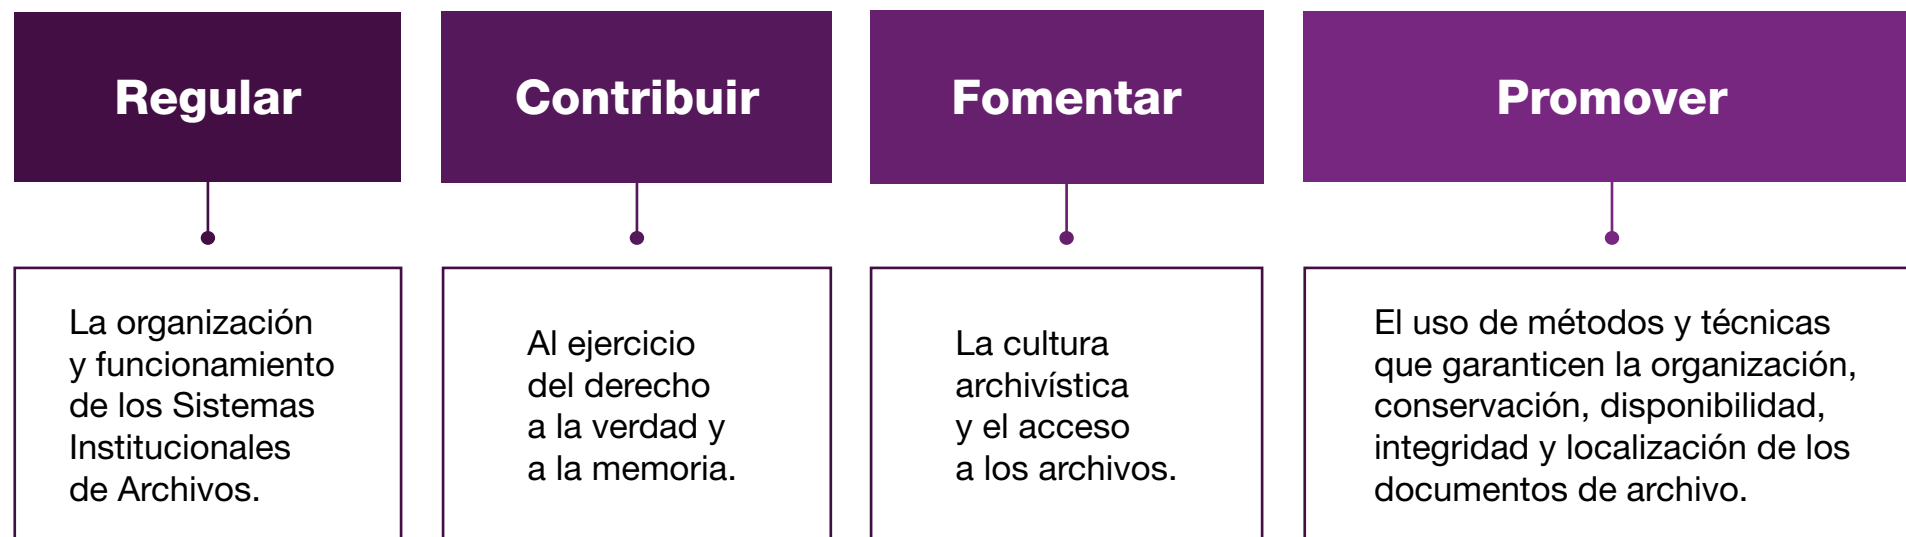 Regular
La organización
y funcionamiento
de los Sistemas
Institucionales
de Archivos.
Contribuir
Al ejercicio
del derecho
a la verdad y
a la memoria.
Fomentar
La cultura
archivística
y el acceso
a los archivos.
Promover
El uso de métodos y técnicas
que garanticen la organización,
conservación, disponibilidad,
integridad y localización de los
documentos de archivo.